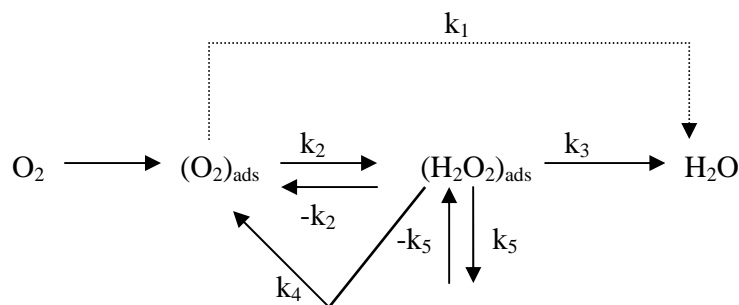 k₁
O₂ (O₂)ads k₂ (H₂O₂)ads k₃ H₂O
-k₂ -k₅ k₅
k₄